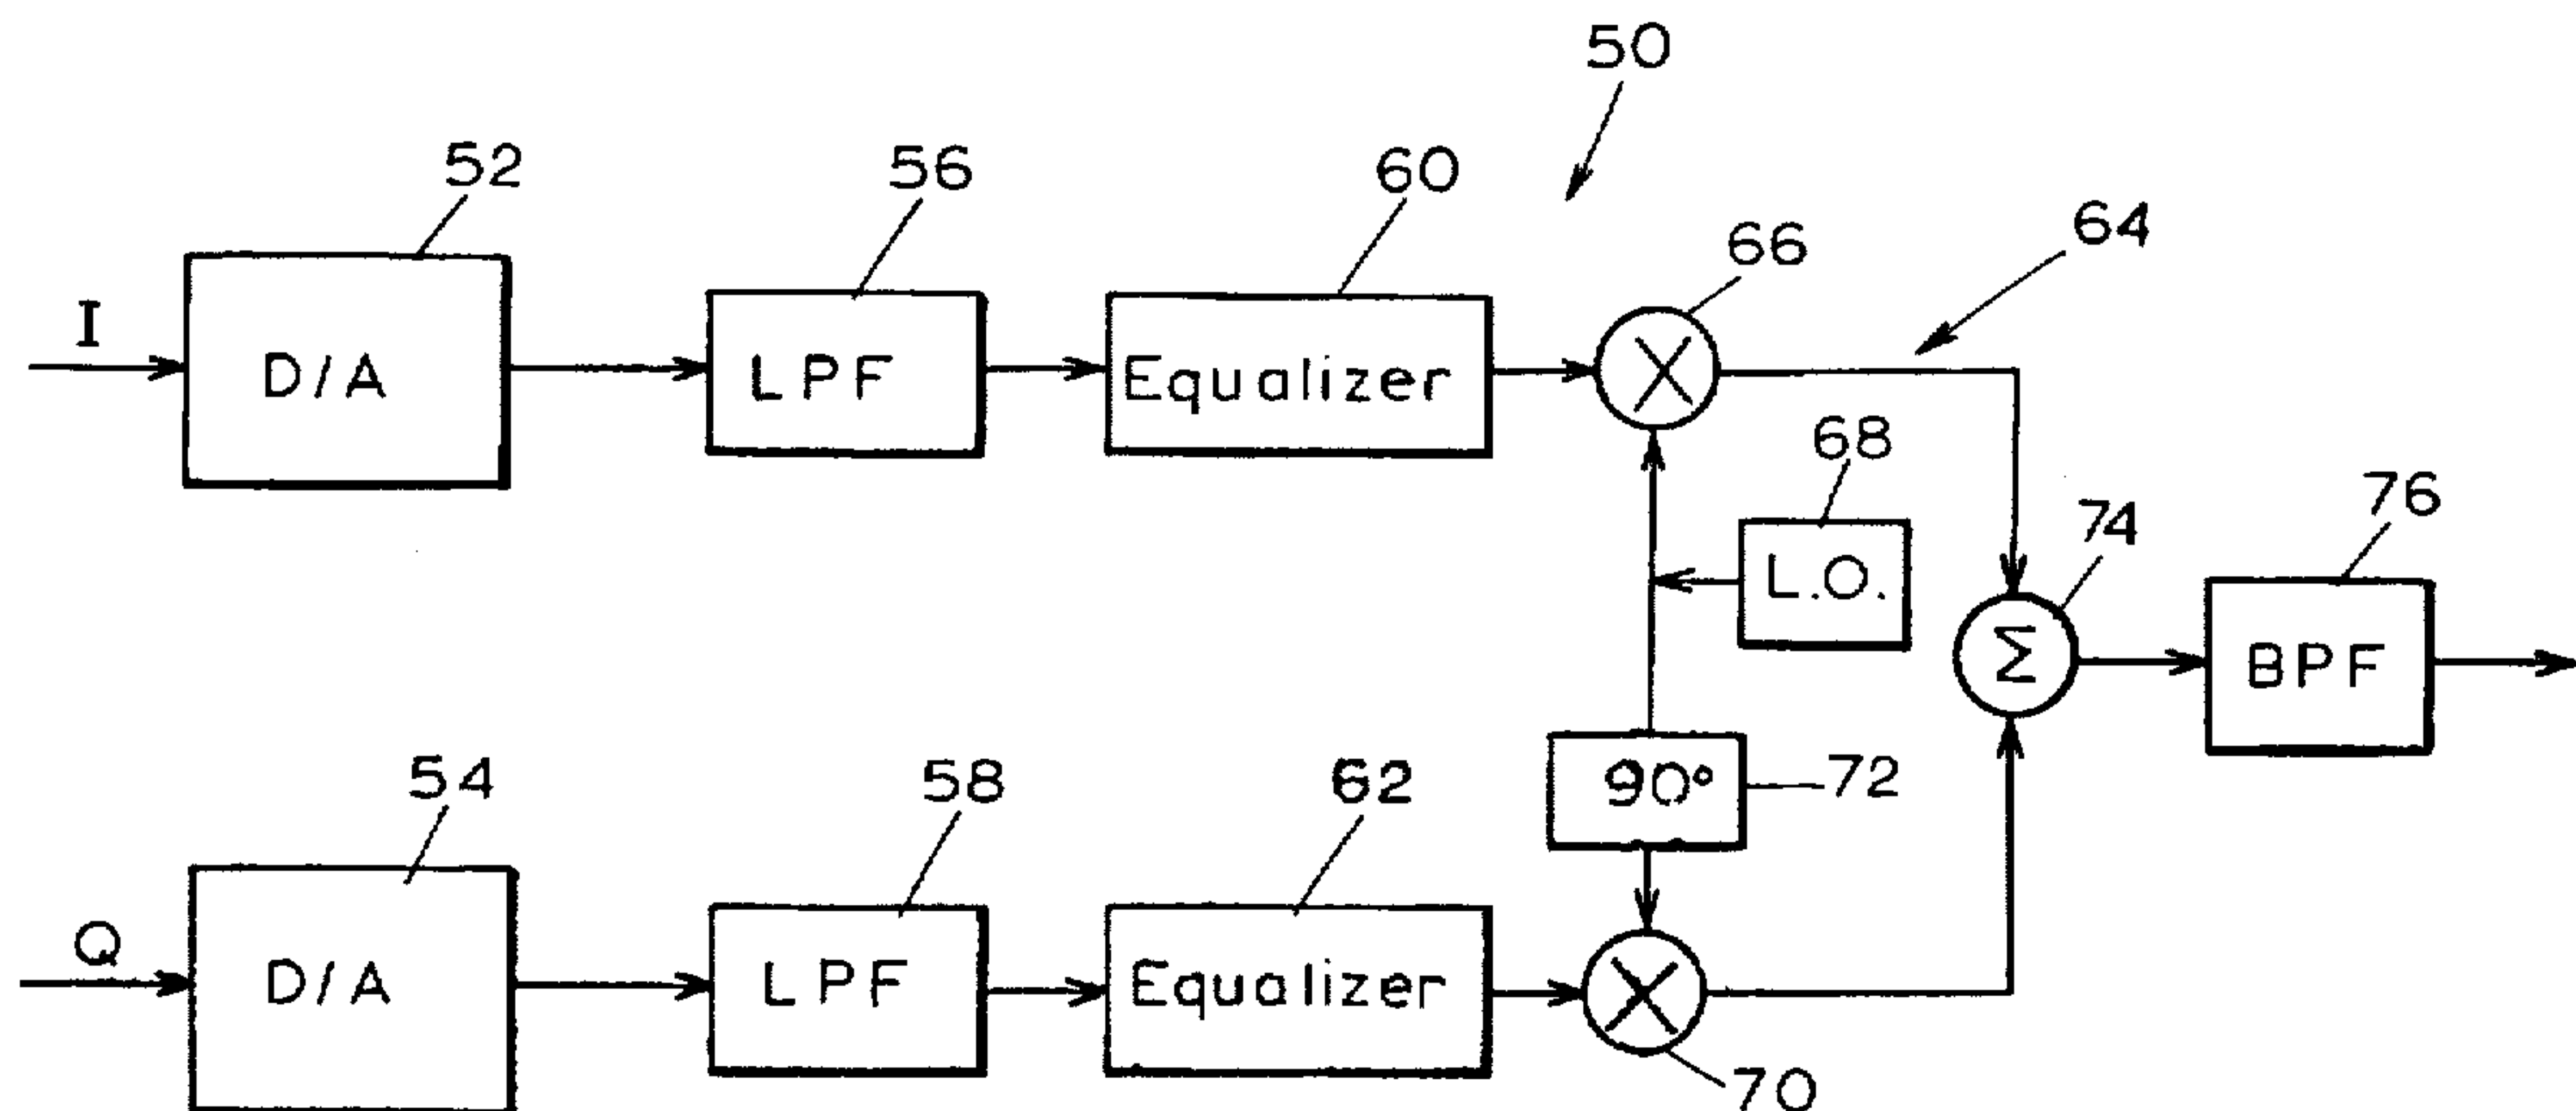 50
52
56
60
66
64
I
D/A
LPF
Equalizer
X
68
L.O.
74
76
Σ
BPF
54
58
62
90°
72
Q
D/A
LPF
Equalizer
X
70